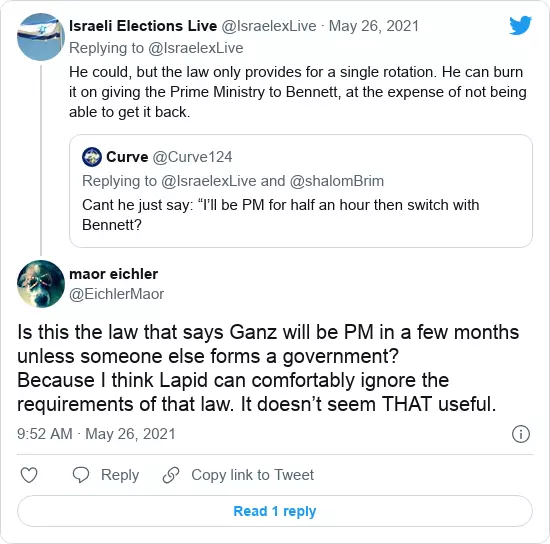 Israeli Elections Live @IsraelexLive · May 26, 2021
Replying to @IsraelexLive
He could, but the law only provides for a single rotation. He can burn
it on giving the Prime Ministry to Bennett, at the expense of not being
able to get it back.
Curve @Curve124
Replying to @IsraelexLive and @shalomBrim
Cant he just say: “I’ll be PM for half an hour then switch with
Bennett?
maor eichler
@EichlerMaor
Is this the law that says Ganz will be PM in a few months
unless someone else forms a government?
Because I think Lapid can comfortably ignore the
requirements of that law. It doesn’t seem THAT useful.
9:52 AM · May 26, 2021
Reply
Copy link to Tweet
Read 1 reply